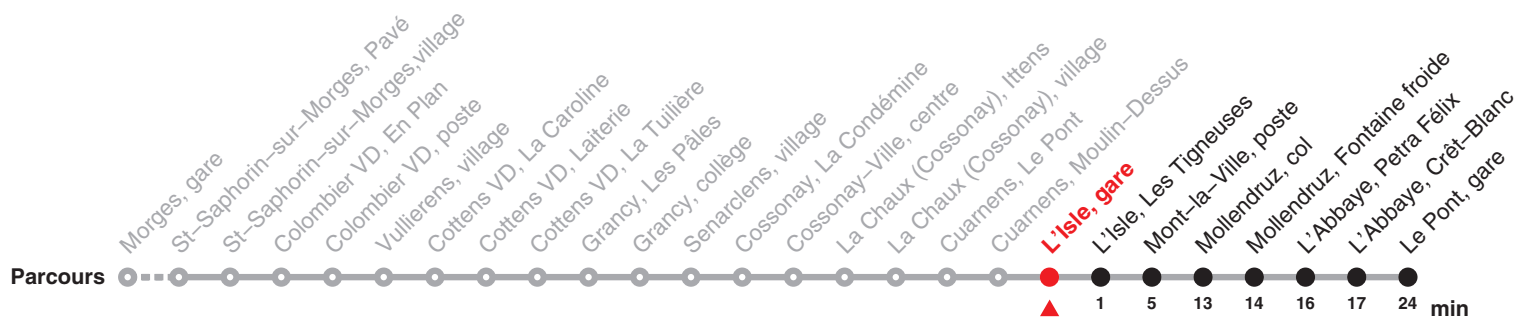 Morges, gare
St–Saphorin–sur–Morges, Pavé
St–Saphorin–sur–Morges,village
Colombier VD, En Plan
Colombier VD, poste
Vullierens, village
Cottens VD, La Caroline
Cottens VD, Laiterie
Cottens VD, La Tuilière
Grancy, Les Pâles
Grancy, collège
Senarclens, village
Cossonay, La Condémine
Cossonay–Ville, centre
La Chaux (Cossonay), Ittens
La Chaux (Cossonay), village
Cuarnens, Le Pont
Cuarnens, Moulin–Dessus
L'Isle, gare
L'Isle, Les Tigneuses
Mont–la–Ville, poste
Mollendruz, col
Mollendruz, Fontaine froide
L'Abbaye, Petra Félix
L'Abbaye, Crêt–Blanc
Le Pont, gare
Parcours
1 5 13 14 16 17 24 min